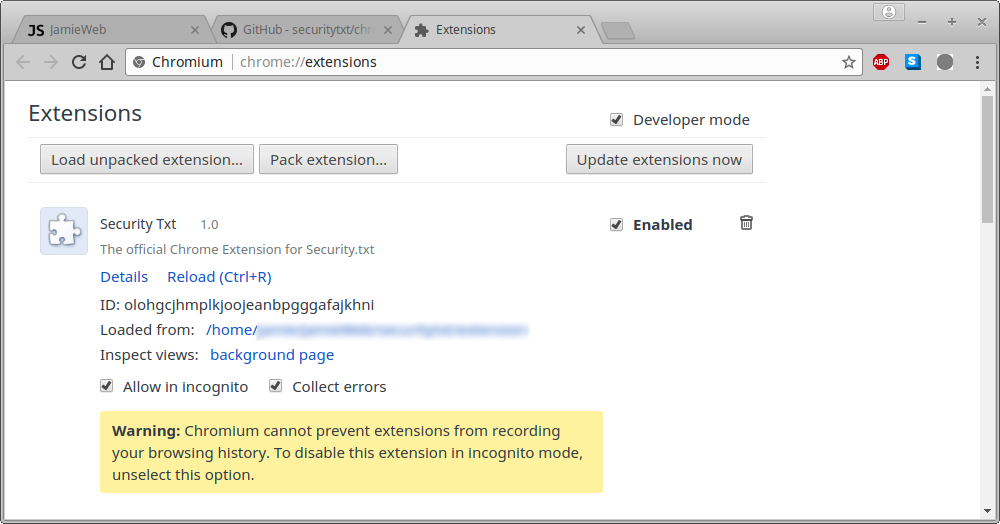 JS JamieWeb
GitHub - securitytxt/chr
Extensions
Chromium chrome://extensions
ABP
S
Extensions
Developer mode
Load unpacked extension...
Pack extension...
Update extensions now
Security Txt 1.0
Enabled
The official Chrome Extension for Security.txt
Details Reload (Ctrl+R)
ID: olohgcjhmplkjoojeanbpgggafajkhni
Loaded from: /home/
Inspect views: background page
Allow in incognito Collect errors
Warning: Chromium cannot prevent extensions from recording
your browsing history. To disable this extension in incognito mode,
unselect this option.